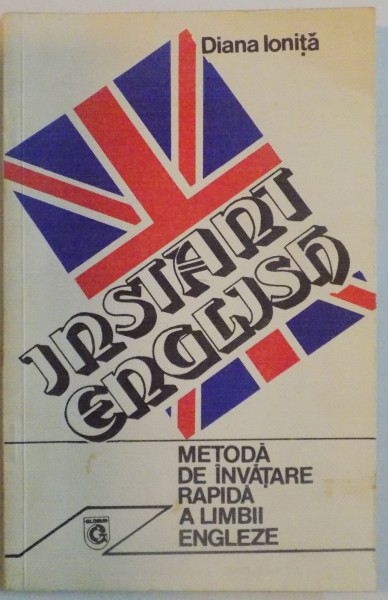 Diana Ioniță
INSTANT
ENGLISH
METODĂ
DE ÎNVĂȚARE
RAPIDĂ
A LIMBII
ENGLEZE
GLOBUS